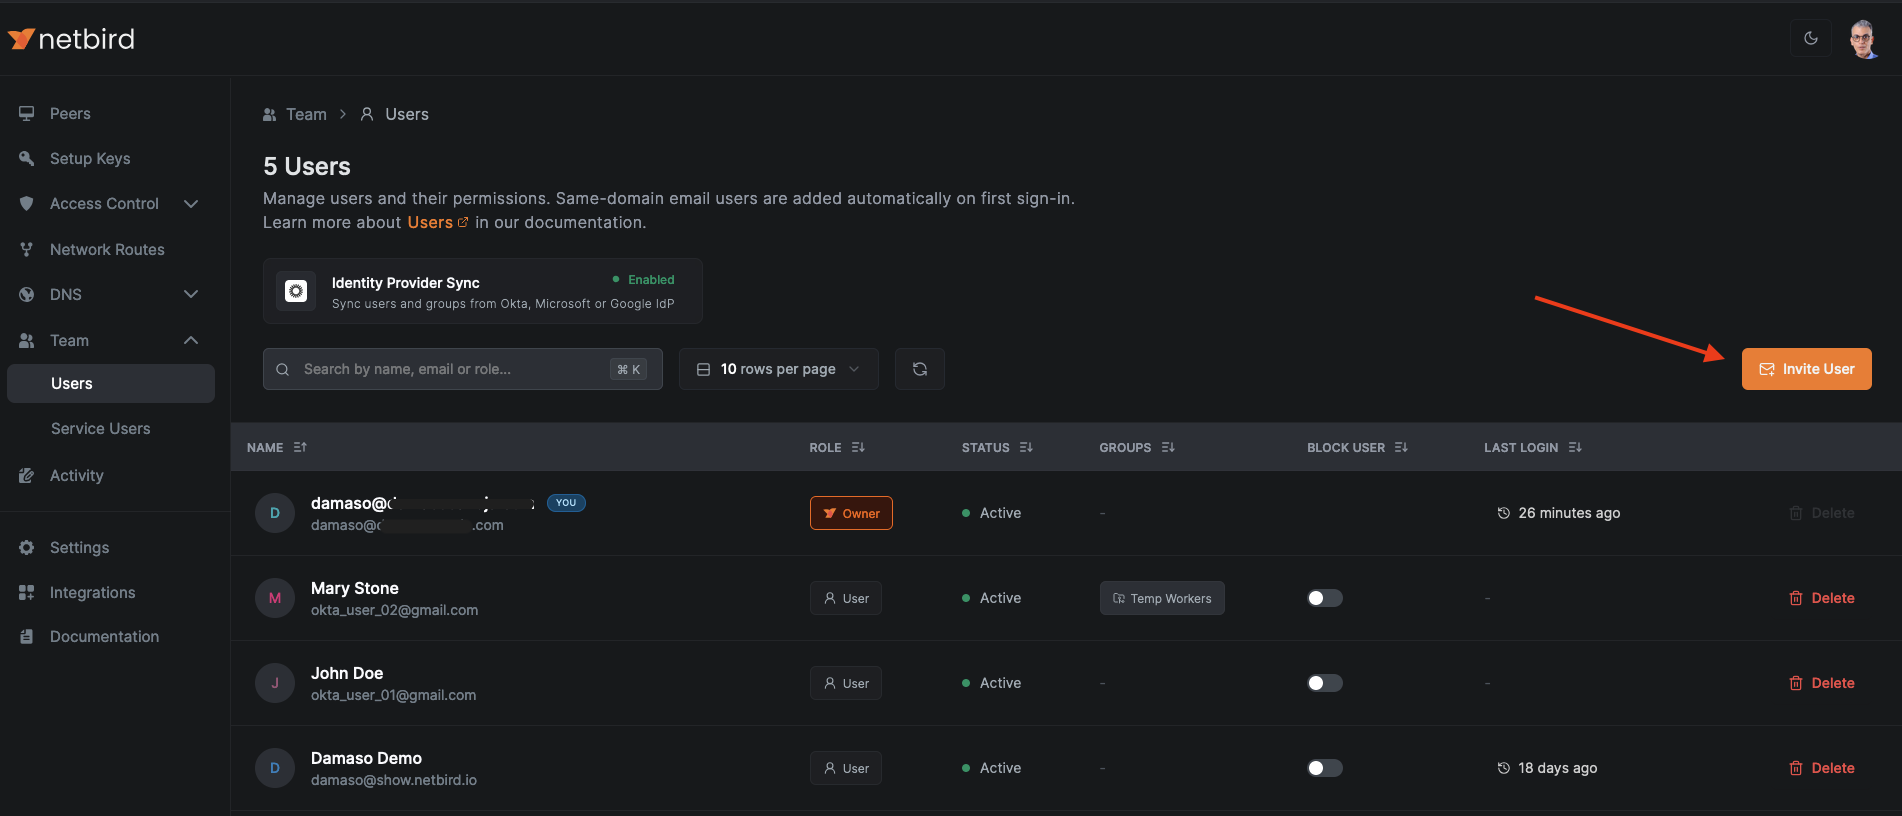 netbird
Peers
Setup Keys
Access Control
Network Routes
DNS
Team
Users
Service Users
Activity
Settings
Integrations
Documentation
Team > Users
5 Users
Manage users and their permissions. Same-domain email users are added automatically on first sign-in.
Learn more about Users in our documentation.
Identity Provider Sync Enabled
Sync users and groups from Okta, Microsoft or Google IdP
Search by name, email or role... ⌘ K 10 rows per page Invite User
NAME ROLE STATUS GROUPS BLOCK USER LAST LOGIN
damaso@ YOU
damaso@ .com
Owner Active - 26 minutes ago Delete
Mary Stone
okta_user_02@gmail.com
User Active Temp Workers - Delete
John Doe
okta_user_01@gmail.com
User Active - - Delete
Damaso Demo
damaso@show.netbird.io
User Active - 18 days ago Delete
D
M
J
D